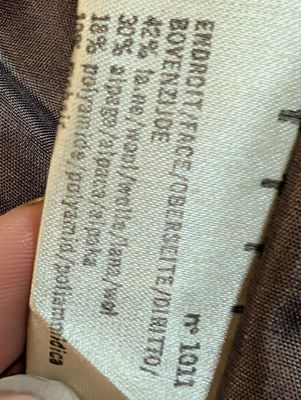 n° 1011
ENDROIT/FACE/OBERSEITE/DIRITTO/
BOVENZIJDE
42% laine/wool/wolle/lana/wol
30% alpaga/alpaca/alpaka
18% polyamide/polyamid/poliammidica